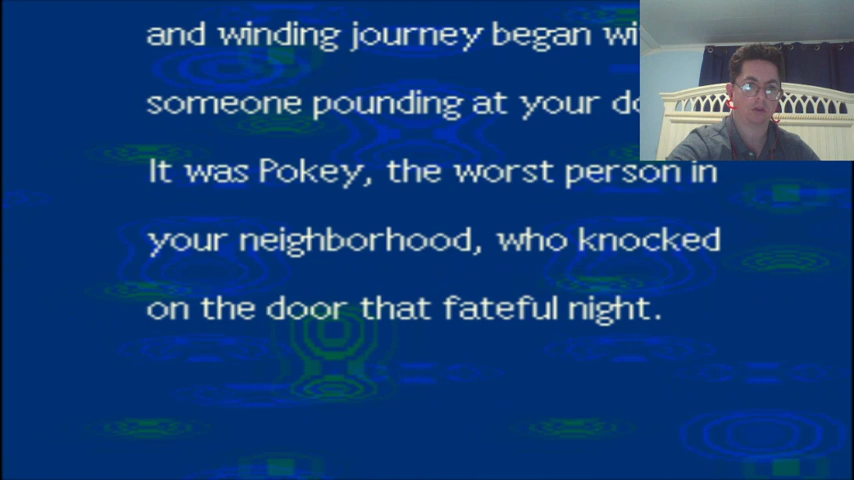 and winding journey began wi
someone pounding at your do
It was Pokey, the worst person in
your neighborhood, who knocked
on the door that fateful night.